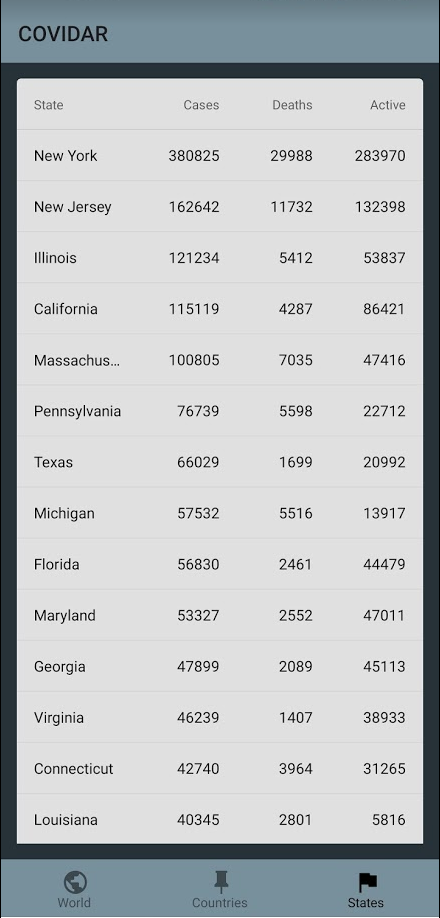 COVIDAR
State Cases Deaths Active
New York 380825 29988 283970
New Jersey 162642 11732 132398
Illinois 121234 5412 53837
California 115119 4287 86421
Massachus... 100805 7035 47416
Pennsylvania 76739 5598 22712
Texas 66029 1699 20992
Michigan 57532 5516 13917
Florida 56830 2461 44479
Maryland 53327 2552 47011
Georgia 47899 2089 45113
Virginia 46239 1407 38933
Connecticut 42740 3964 31265
Louisiana 40345 2801 5816
World Countries States